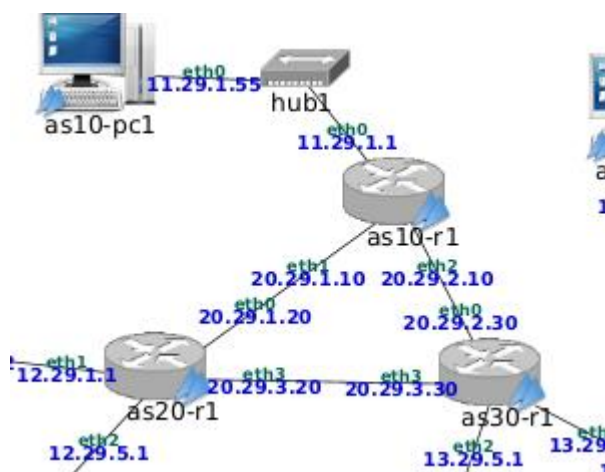 eth0
11.29.1.55
hub1
as10-pc1
eth0
11.29.1.1
as10-r1
eth1
20.29.1.10
eth2
20.29.2.10
eth0
20.29.1.20
eth0
20.29.2.30
eth1
12.29.1.1
eth3
20.29.3.20
eth3
20.29.3.30
as20-r1
as30-r1
eth2
12.29.5.1
eth2
13.29.5.1
13.29